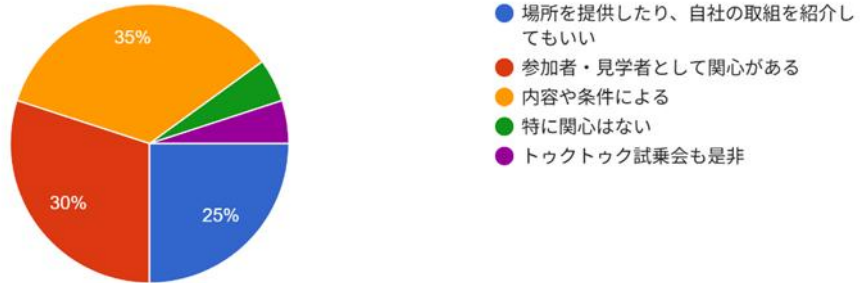 35%
30%
25%
場所を提供したり、自社の取組を紹介し
てもいい
参加者・見学者として関心がある
内容や条件による
特に関心はない
トゥクトゥク試乗会も是非